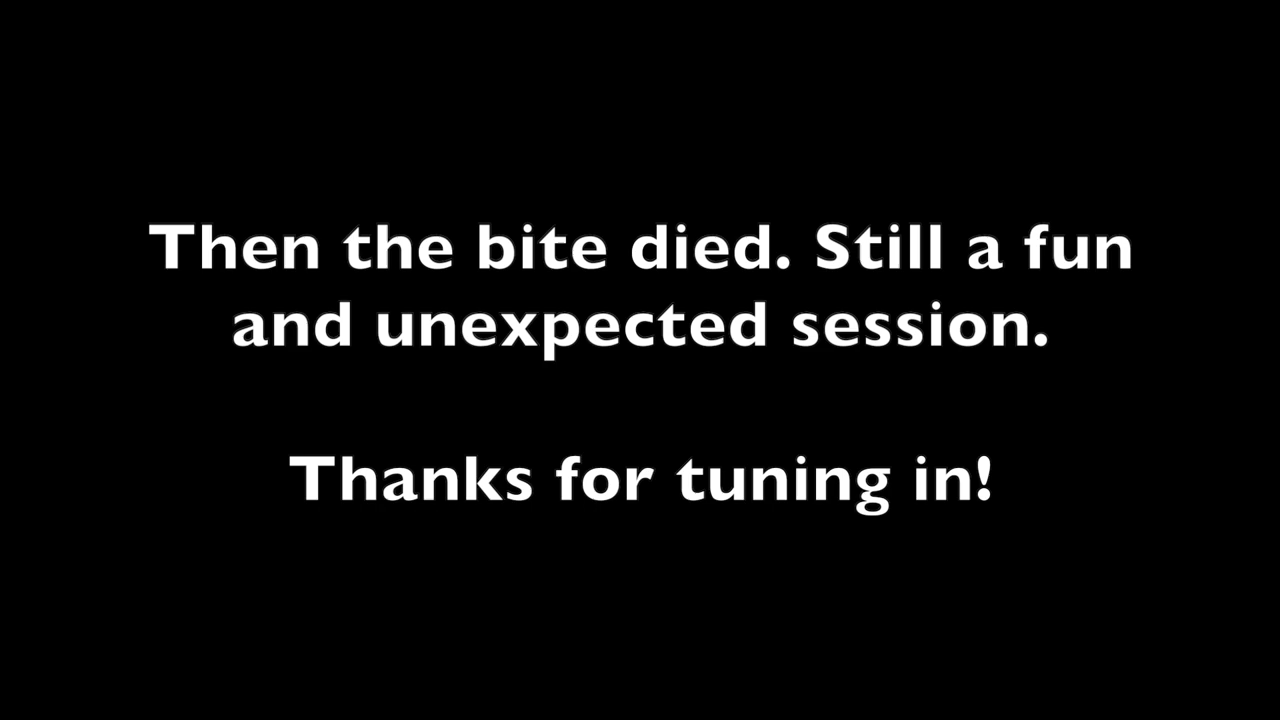 Then the bite died. Still a fun
and unexpected session.
Thanks for tuning in!